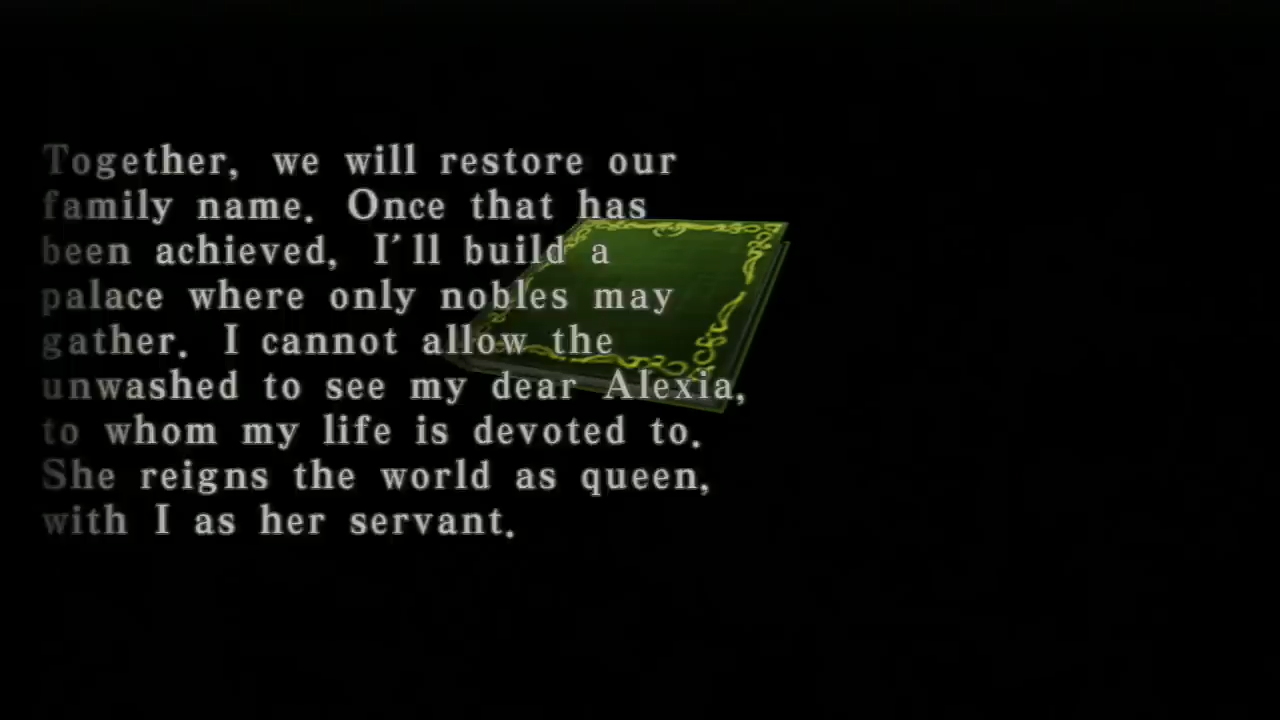 Together, we will restore our
family name. Once that has
been achieved, I'll build a
palace where only nobles may
gather. I cannot allow the
unwashed to see my dear Alexia,
to whom my life is devoted to.
She reigns the world as queen,
with I as her servant.